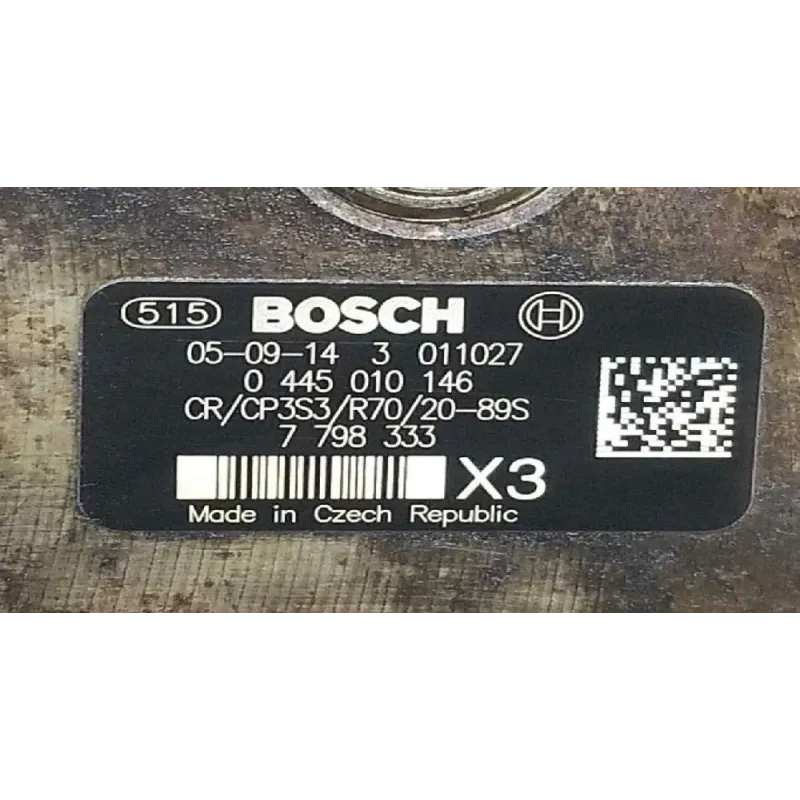 515 BOSCH
05-09-14 3 011027
0 445 010 146
CR/CP3S3/R70/20-89S
7 798 333
X3
Made in Czech Republic